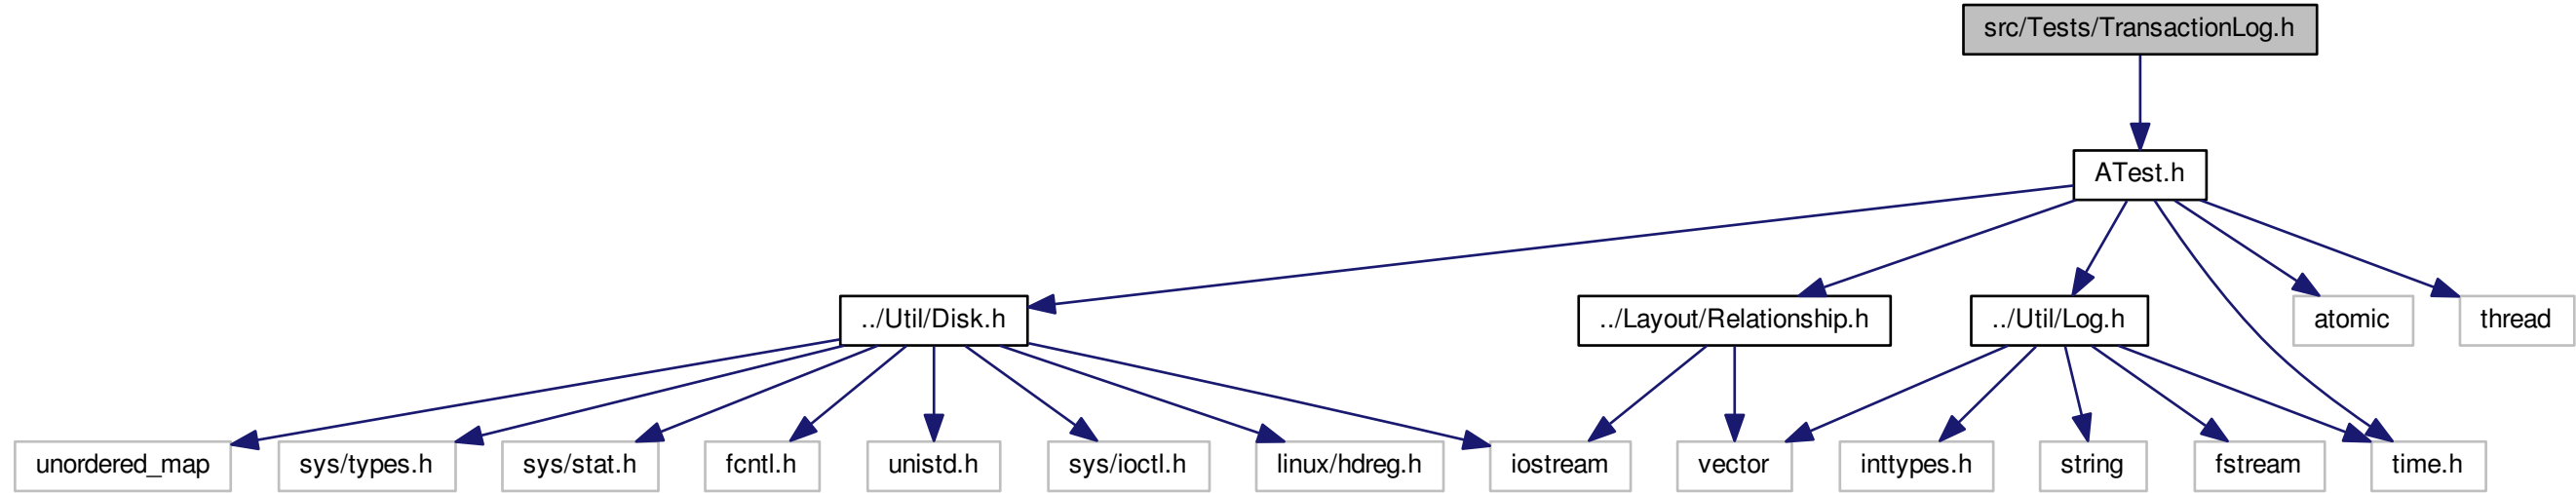 src/Tests/TransactionLog.h
ATest.h
../Util/Disk.h
../Layout/Relationship.h
../Util/Log.h
atomic
thread
unordered_map
sys/types.h
sys/stat.h
fcntl.h
unistd.h
sys/ioctl.h
linux/hdreg.h
iostream
vector
inttypes.h
string
fstream
time.h